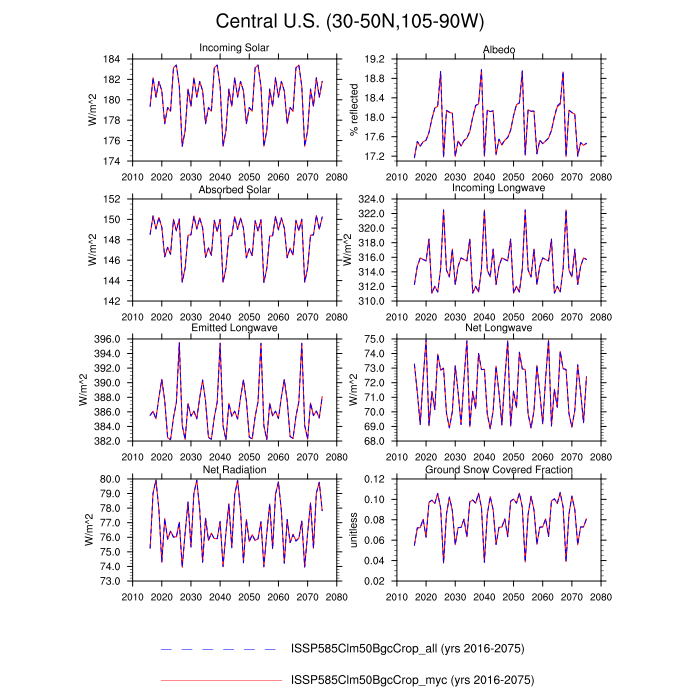 Central U.S. (30-50N,105-90W)
Incoming Solar
W/m^2
184
182
180
178
176
174
2010 2020 2030 2040 2050 2060 2070 2080
Albedo
% reflected
19.2
18.8
18.4
18.0
17.6
17.2
2010 2020 2030 2040 2050 2060 2070 2080
Absorbed Solar
W/m^2
152
150
148
146
144
142
2010 2020 2030 2040 2050 2060 2070 2080
Incoming Longwave
W/m^2
324.0
322.0
320.0
318.0
316.0
314.0
312.0
310.0
2010 2020 2030 2040 2050 2060 2070 2080
Emitted Longwave
W/m^2
396.0
394.0
392.0
390.0
388.0
386.0
384.0
382.0
2010 2020 2030 2040 2050 2060 2070 2080
Net Longwave
W/m^2
75.0
74.0
73.0
72.0
71.0
70.0
69.0
68.0
2010 2020 2030 2040 2050 2060 2070 2080
Net Radiation
W/m^2
80.0
79.0
78.0
77.0
76.0
75.0
74.0
73.0
2010 2020 2030 2040 2050 2060 2070 2080
Ground Snow Covered Fraction
unitless
0.12
0.10
0.08
0.06
0.04
0.02
2010 2020 2030 2040 2050 2060 2070 2080
ISSP585Clm50BgcCrop_all (yrs 2016-2075)
ISSP585Clm50BgcCrop_myc (yrs 2016-2075)